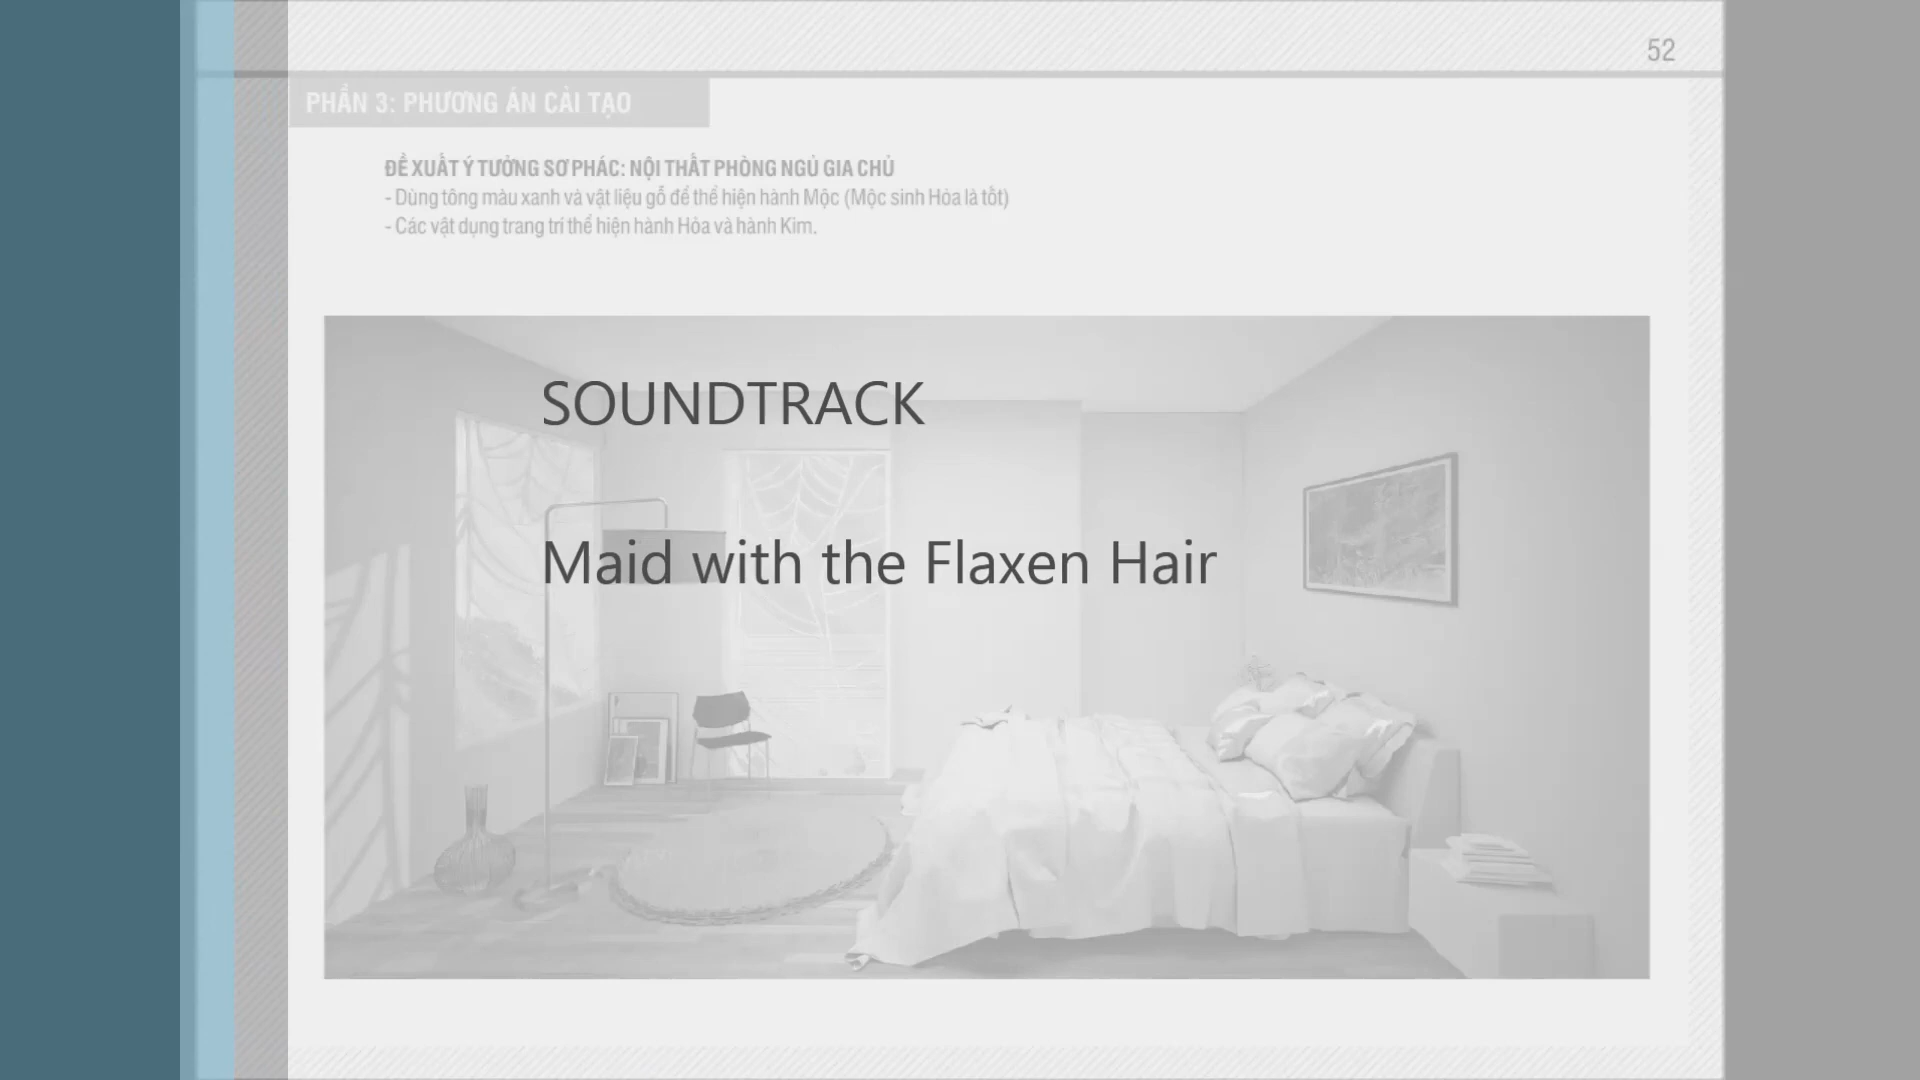 52
PHẦN 3: PHƯƠNG ÁN CẢI TẠO
ĐỀ XUẤT Ý TƯỞNG SƠ PHÁC: NỘI THẤT PHÒNG NGỦ GIA CHỦ
- Dùng tông màu xanh và vật liệu gỗ để thể hiện hành Mộc (Mộc sinh Hỏa là tốt)
- Các vật dụng trang trí thể hiện hành Hỏa và hành Kim.
SOUNDTRACK
Maid with the Flaxen Hair